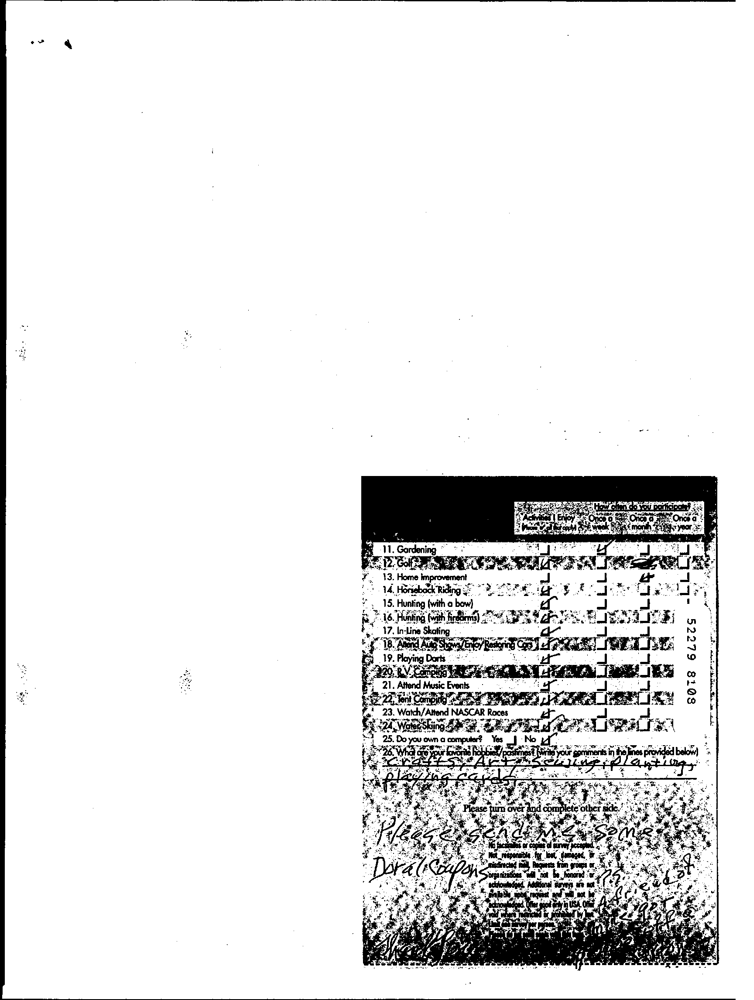 How often do you participate?
Activities I Enjoy Once a week Once a month Once a year
11. Gardening
12. Golf
13. Home Improvement
14. Horseback Riding
15. Hunting (with a bow)
16. Hunting (with firearms)
17. In-Line Skating
18. Attend Auto Shows/Enjoy Restoring Cars
19. Playing Darts
20. R.V. Camping
21. Attend Music Events
22. Tent Camping
23. Watch/Attend NASCAR Races
24. Water Skiing
25. Do you own a computer? Yes No
26. What are your favorite hobbies/pastimes? (Write your comments in the lines provided below)
Crafts, Art, Sewing, Planting,
playing cards
52279 8108
Please turn over and complete other side.
Please send me some
Doral Coupons
No facsimiles or copies of survey accepted.
Not responsible for lost, damaged, or
misdirected mail. Requests from groups or
organizations will not be honored or
acknowledged. Additional surveys are not
available upon request and will not be
acknowledged. Offer good only in USA. Offer
void where restricted or prohibited by law.